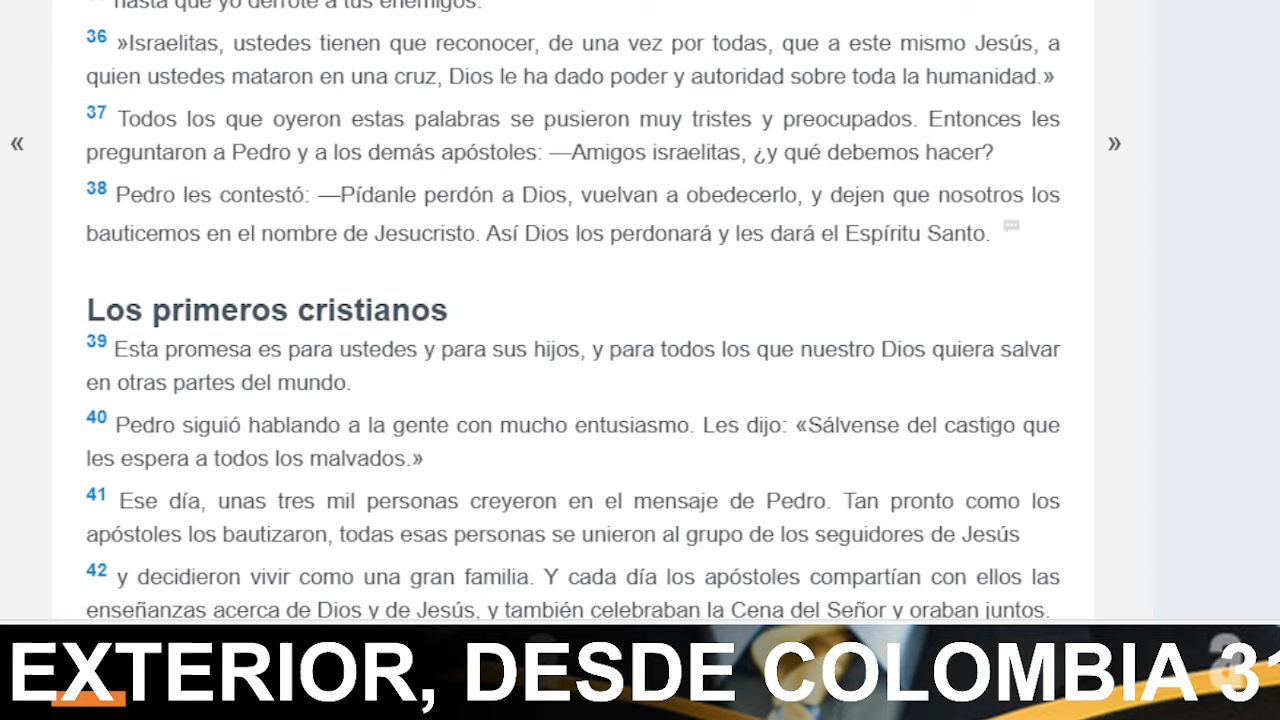 hasta que yo derrote a tus enemigos.
36 »Israelitas, ustedes tienen que reconocer, de una vez por todas, que a este mismo Jesús, a
quien ustedes mataron en una cruz, Dios le ha dado poder y autoridad sobre toda la humanidad.»
37 Todos los que oyeron estas palabras se pusieron muy tristes y preocupados. Entonces les
« preguntaron a Pedro y a los demás apóstoles: —Amigos israelitas, ¿y qué debemos hacer? »
38 Pedro les contestó: —Pídanle perdón a Dios, vuelvan a obedecerlo, y dejen que nosotros los
bauticemos en el nombre de Jesucristo. Así Dios los perdonará y les dará el Espíritu Santo.
Los primeros cristianos
39 Esta promesa es para ustedes y para sus hijos, y para todos los que nuestro Dios quiera salvar
en otras partes del mundo.
40 Pedro siguió hablando a la gente con mucho entusiasmo. Les dijo: «Sálvense del castigo que
les espera a todos los malvados.»
41 Ese día, unas tres mil personas creyeron en el mensaje de Pedro. Tan pronto como los
apóstoles los bautizaron, todas esas personas se unieron al grupo de los seguidores de Jesús
42 y decidieron vivir como una gran familia. Y cada día los apóstoles compartían con ellos las
enseñanzas acerca de Dios y de Jesús, y también celebraban la Cena del Señor y oraban juntos.
EXTERIOR, DESDE COLOMBIA 31